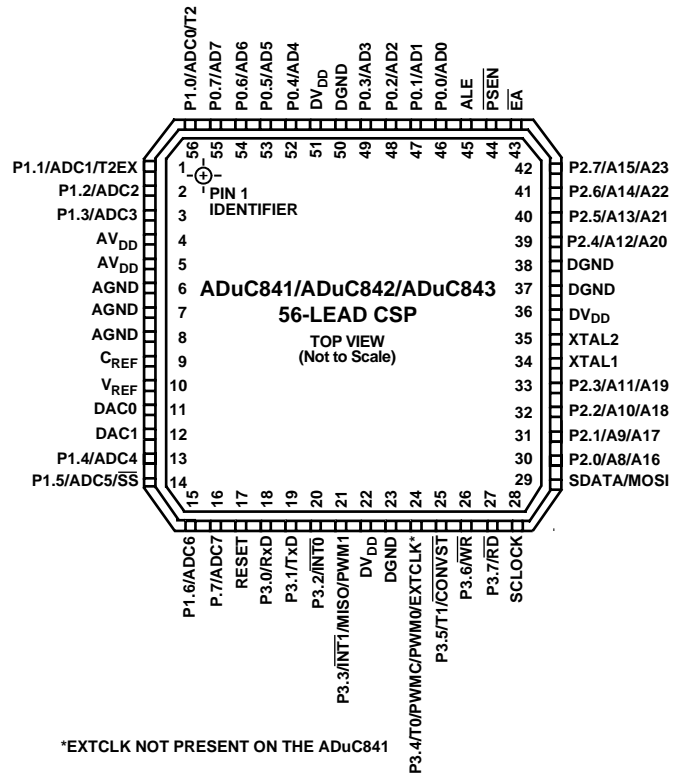 P1.0/ADC0/T2
P0.7/AD7
P0.6/AD6
P0.5/AD5
P0.4/AD4
DVDD
DGND
P0.3/AD3
P0.2/AD2
P0.1/AD1
P0.0/AD0
ALE
PSEN
EA
56 55 54 53 52 51 50 49 48 47 46 45 44 43
P1.1/ADC1/T2EX 1
P1.2/ADC2 2
P1.3/ADC3 3
AVDD 4
AVDD 5
AGND 6
AGND 7
AGND 8
CREF 9
VREF 10
DAC0 11
DAC1 12
P1.4/ADC4 13
P1.5/ADC5/SS 14
PIN 1
IDENTIFIER
ADuC841/ADuC842/ADuC843
56-LEAD CSP
TOP VIEW
(Not to Scale)
42 P2.7/A15/A23
41 P2.6/A14/A22
40 P2.5/A13/A21
39 P2.4/A12/A20
38 DGND
37 DGND
36 DVDD
35 XTAL2
34 XTAL1
33 P2.3/A11/A19
32 P2.2/A10/A18
31 P2.1/A9/A17
30 P2.0/A8/A16
29 SDATA/MOSI
15 16 17 18 19 20 21 22 23 24 25 26 27 28
P1.6/ADC6
P.7/ADC7
RESET
P3.0/RxD
P3.1/TxD
P3.2/INT0
P3.3/INT1/MISO/PWM1
DVDD
DGND
P3.4/T0/PWMC/PWM0/EXTCLK*
P3.5/T1/CONVST
P3.6/WR
P3.7/RD
SCLOCK
*EXTCLK NOT PRESENT ON THE ADuC841